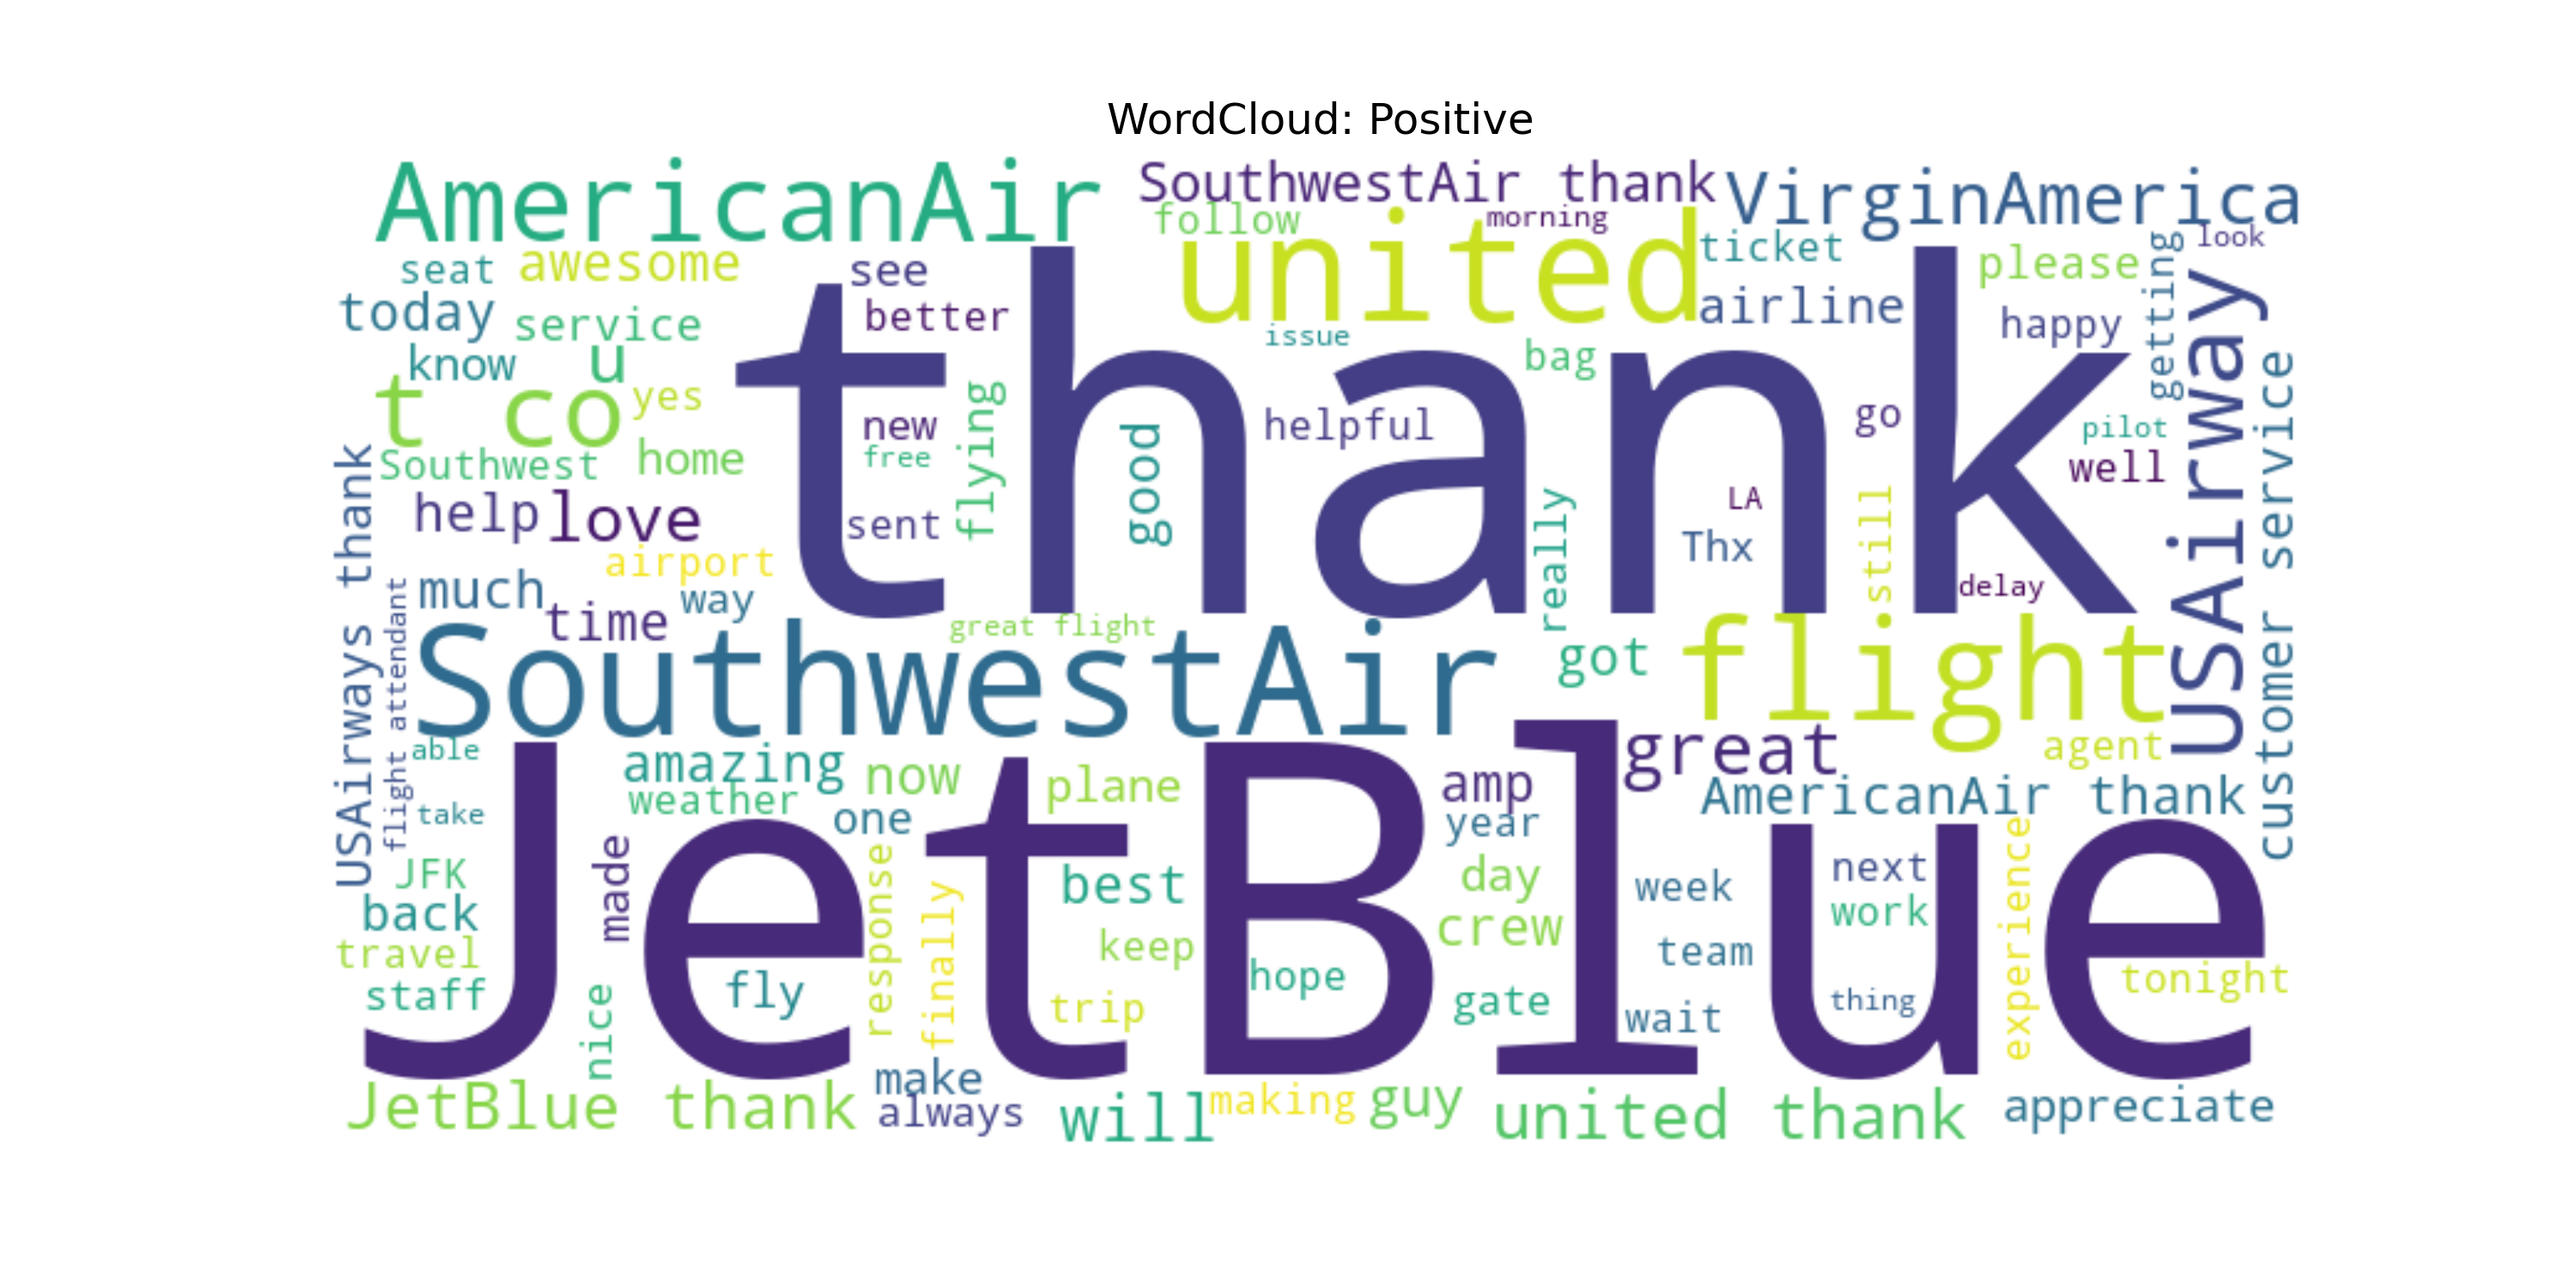 WordCloud: Positive
AmericanAir
SouthwestAir thank
VirginAmerica
follow
morning
united
ticket
look
seat
awesome
see
please
getting
today
service
better
airline
happy
issue
know
u
bag
USAirway
t co
yes
new
flying
good
helpful
go
pilot
customer service
Southwest
home
free
well
USAirways thank
thank
help
love
sent
really
LA
still
Thx
airport
much
way
delay
flight attendant
time
great flight
SouthwestAir
got
flight
able
amazing
now
plane
amp
great
agent
weather
one
year
AmericanAir thank
take
JetBlue
JFK
made
response
best
day
week
next
experience
back
finally
crew
work
travel
keep
team
staff
nice
fly
hope
tonight
trip
gate
wait
thing
make
JetBlue thank
always
will
making
guy
united thank
appreciate